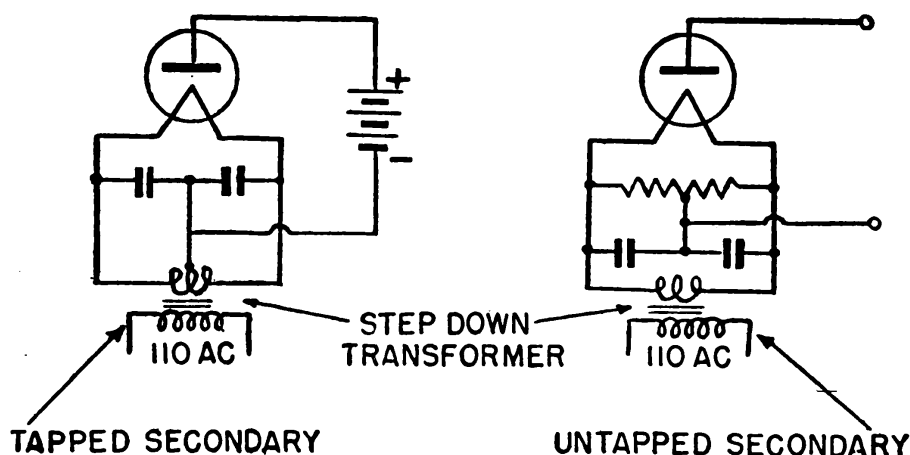 +
-
STEP DOWN
TRANSFORMER
110 AC
110 AC
TAPPED SECONDARY
UNTAPPED SECONDARY